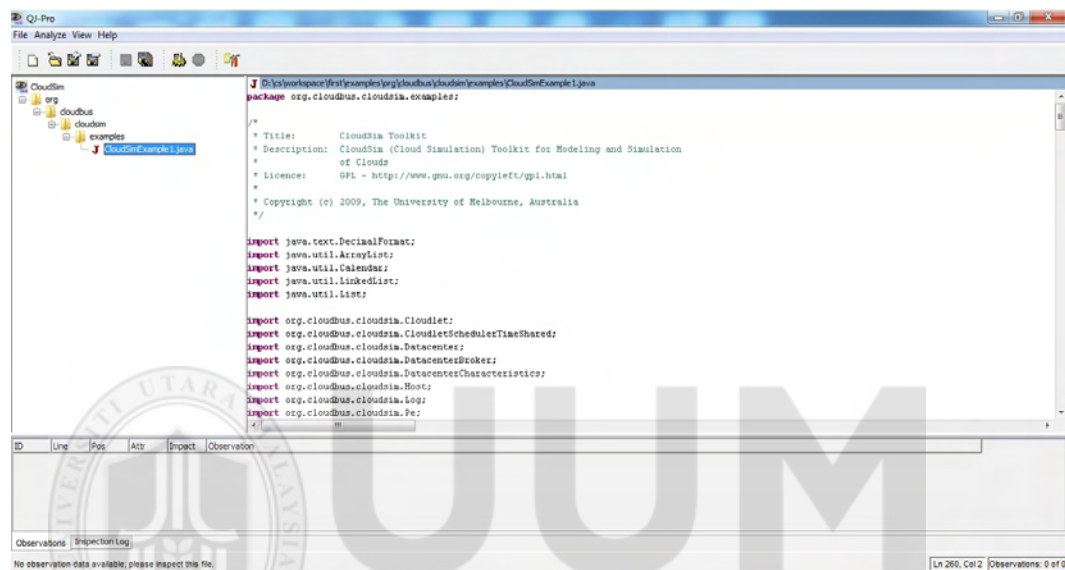 QJ-Pro
File Analyze View Help
CloudSim
org
cloudbus
cloudsim
examples
J CloudSimExample1.java
J D:\cs\workspace\first\examples\org\cloudbus\cloudsim\examples\CloudSimExample1.java
package org.cloudbus.cloudsim.examples;
/*
* Title: CloudSim Toolkit
* Description: CloudSim (Cloud Simulation) Toolkit for Modeling and Simulation
* of Clouds
* Licence: GPL - http://www.gnu.org/copyleft/gpl.html
*
* Copyright (c) 2009, The University of Melbourne, Australia
*/
import java.text.DecimalFormat;
import java.util.ArrayList;
import java.util.Calendar;
import java.util.LinkedList;
import java.util.List;
import org.cloudbus.cloudsim.Cloudlet;
import org.cloudbus.cloudsim.CloudletSchedulerTimeShared;
import org.cloudbus.cloudsim.Datacenter;
import org.cloudbus.cloudsim.DatacenterBroker;
import org.cloudbus.cloudsim.DatacenterCharacteristics;
import org.cloudbus.cloudsim.Host;
import org.cloudbus.cloudsim.Log;
import org.cloudbus.cloudsim.Pe;
ID Line Pos Attr Impact Observation
Observations Inspection Log
No observation data available; please inspect this file.
Ln 260, Col 2 Observations: 0 of 0
UNIVERSITI UTARA MALAYSIA
UUM